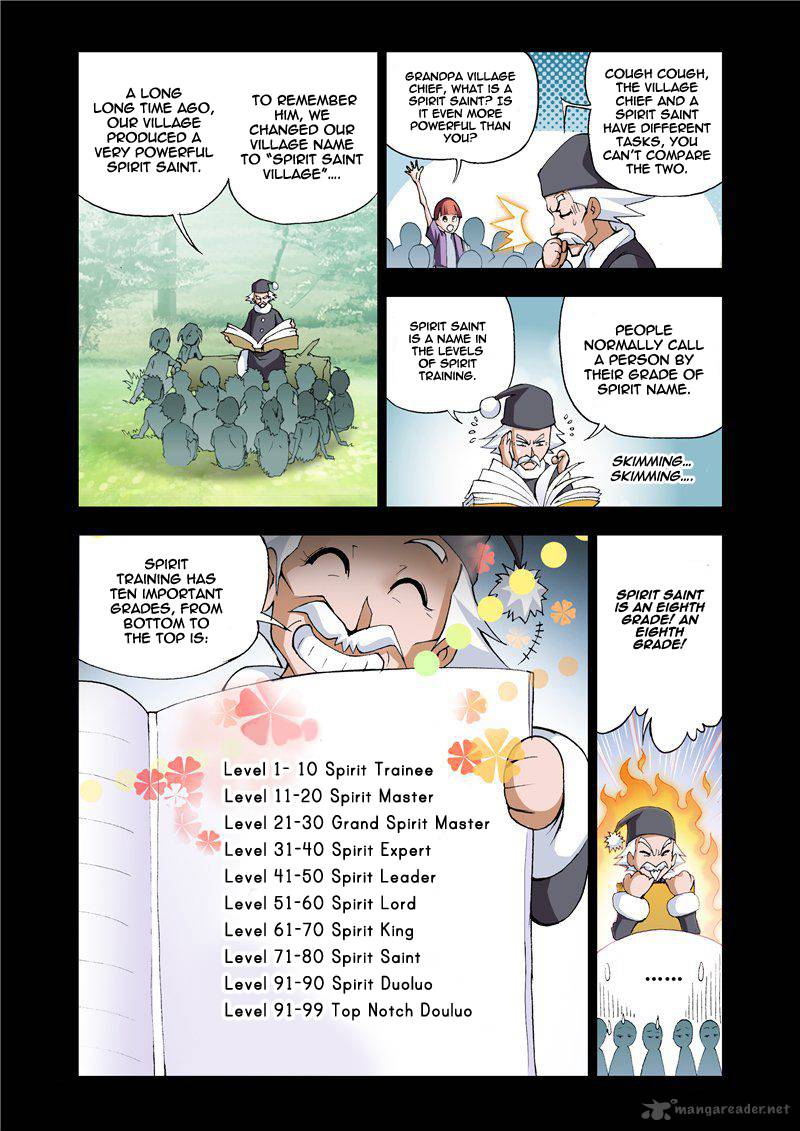 A LONG
LONG TIME AGO,
OUR VILLAGE
PRODUCED A
VERY POWERFUL
SPIRIT SAINT.
TO REMEMBER
HIM, WE
CHANGED OUR
VILLAGE NAME
TO “SPIRIT SAINT
VILLAGE”....
GRANDPA VILLAGE
CHIEF, WHAT IS A
SPIRIT SAINT? IS
IT EVEN MORE
POWERFUL THAN
YOU?
COUGH COUGH,
THE VILLAGE
CHIEF AND A
SPIRIT SAINT
HAVE DIFFERENT
TASKS, YOU
CAN'T COMPARE
THE TWO.
SPIRIT SAINT
IS A NAME IN
THE LEVELS
OF SPIRIT
TRAINING.
PEOPLE
NORMALLY CALL
A PERSON BY
THEIR GRADE OF
SPIRIT NAME.
SKIMMING...
SKIMMING....
SPIRIT
TRAINING HAS
TEN IMPORTANT
GRADES, FROM
BOTTOM TO
THE TOP IS:
Level 1- 10 Spirit Trainee
Level 11-20 Spirit Master
Level 21-30 Grand Spirit Master
Level 31-40 Spirit Expert
Level 41-50 Spirit Leader
Level 51-60 Spirit Lord
Level 61-70 Spirit King
Level 71-80 Spirit Saint
Level 91-90 Spirit Duoluo
Level 91-99 Top Notch Douluo
SPIRIT SAINT
IS AN EIGHTH
GRADE! AN
EIGHTH
GRADE!
......
mangareader.net